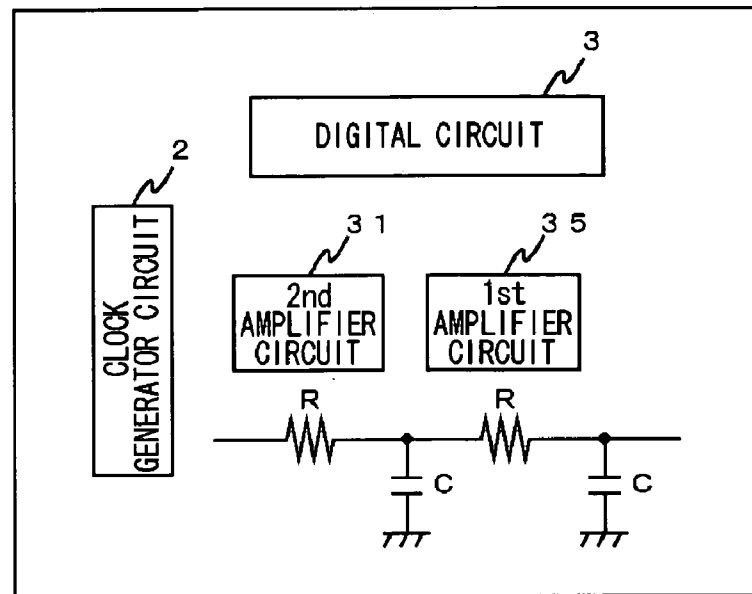 3
DIGITAL CIRCUIT
2
CLOCK
GENERATOR CIRCUIT
31
2nd
AMPLIFIER
CIRCUIT
35
1st
AMPLIFIER
CIRCUIT
R
R
C
C